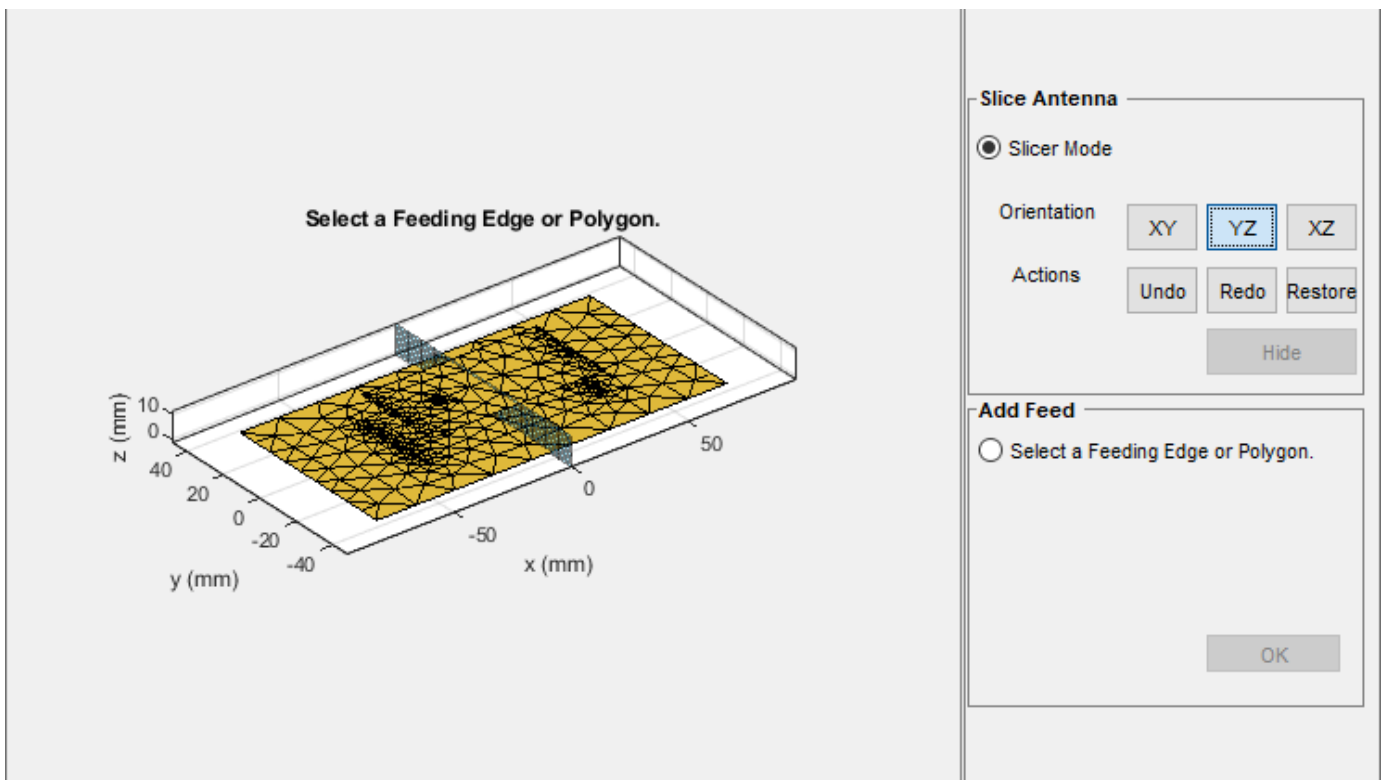 Select a Feeding Edge or Polygon.
z (mm)
10
0
40
20
0
-20
-40
y (mm)
-50
0
50
x (mm)
Slice Antenna
Slicer Mode
Orientation
XY YZ XZ
Actions
Undo Redo Restore
Hide
Add Feed
Select a Feeding Edge or Polygon.
OK